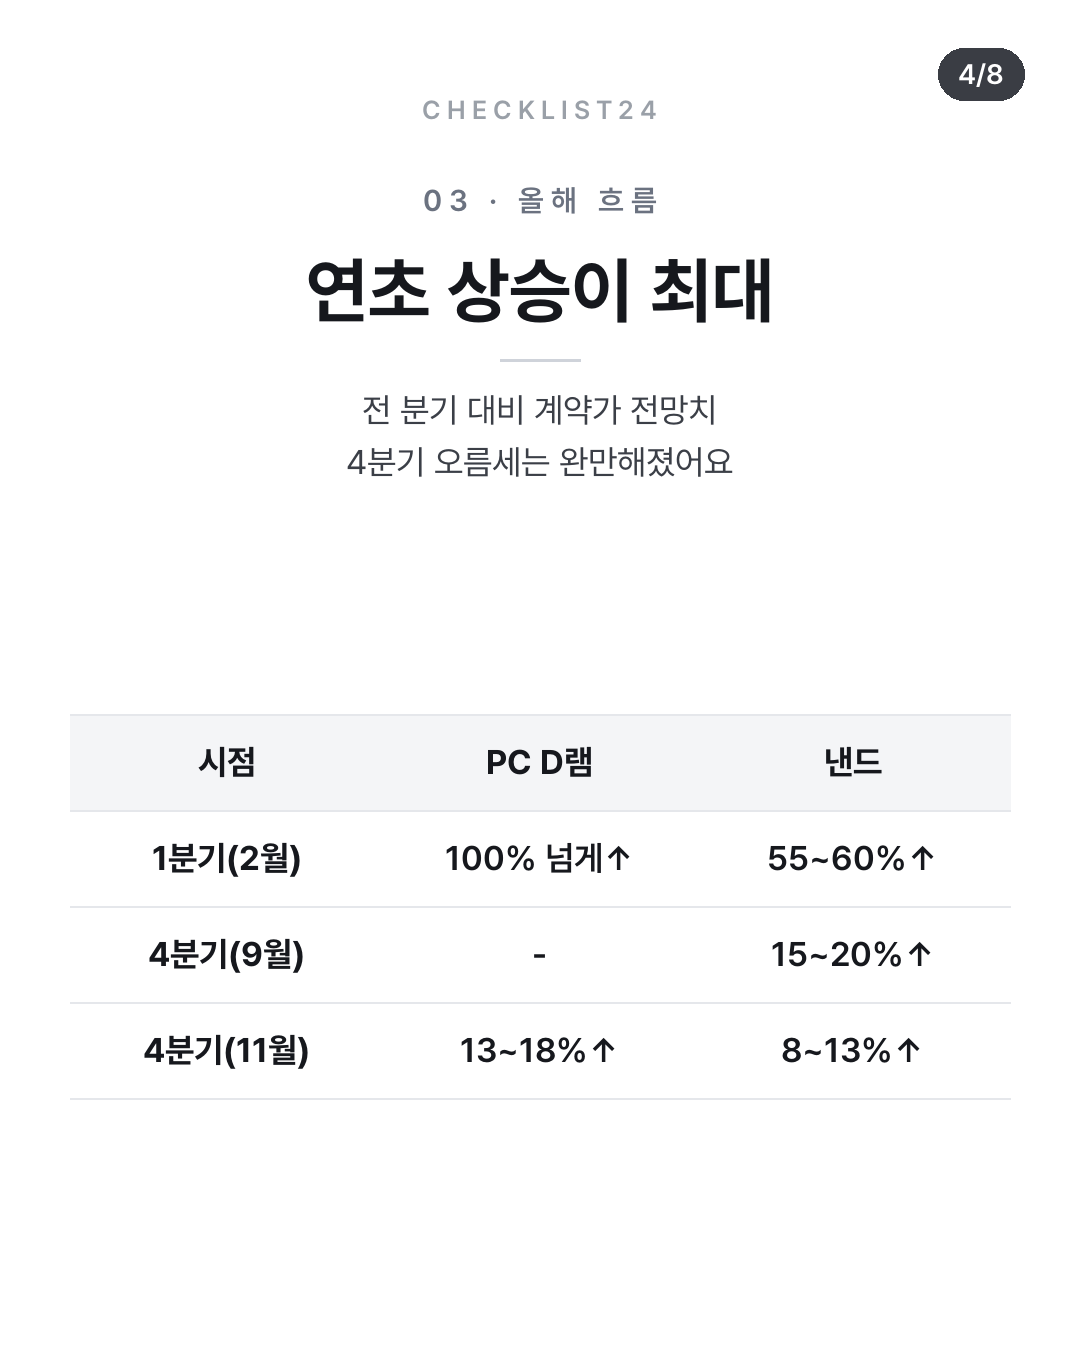 4/8
CHECKLIST24
03 · 올해 흐름
연초 상승이 최대
전 분기 대비 계약가 전망치
4분기 오름세는 완만해졌어요
시점 PC D램 낸드
1분기(2월) 100% 넘게↑ 55~60%↑
4분기(9월) - 15~20%↑
4분기(11월) 13~18%↑ 8~13%↑